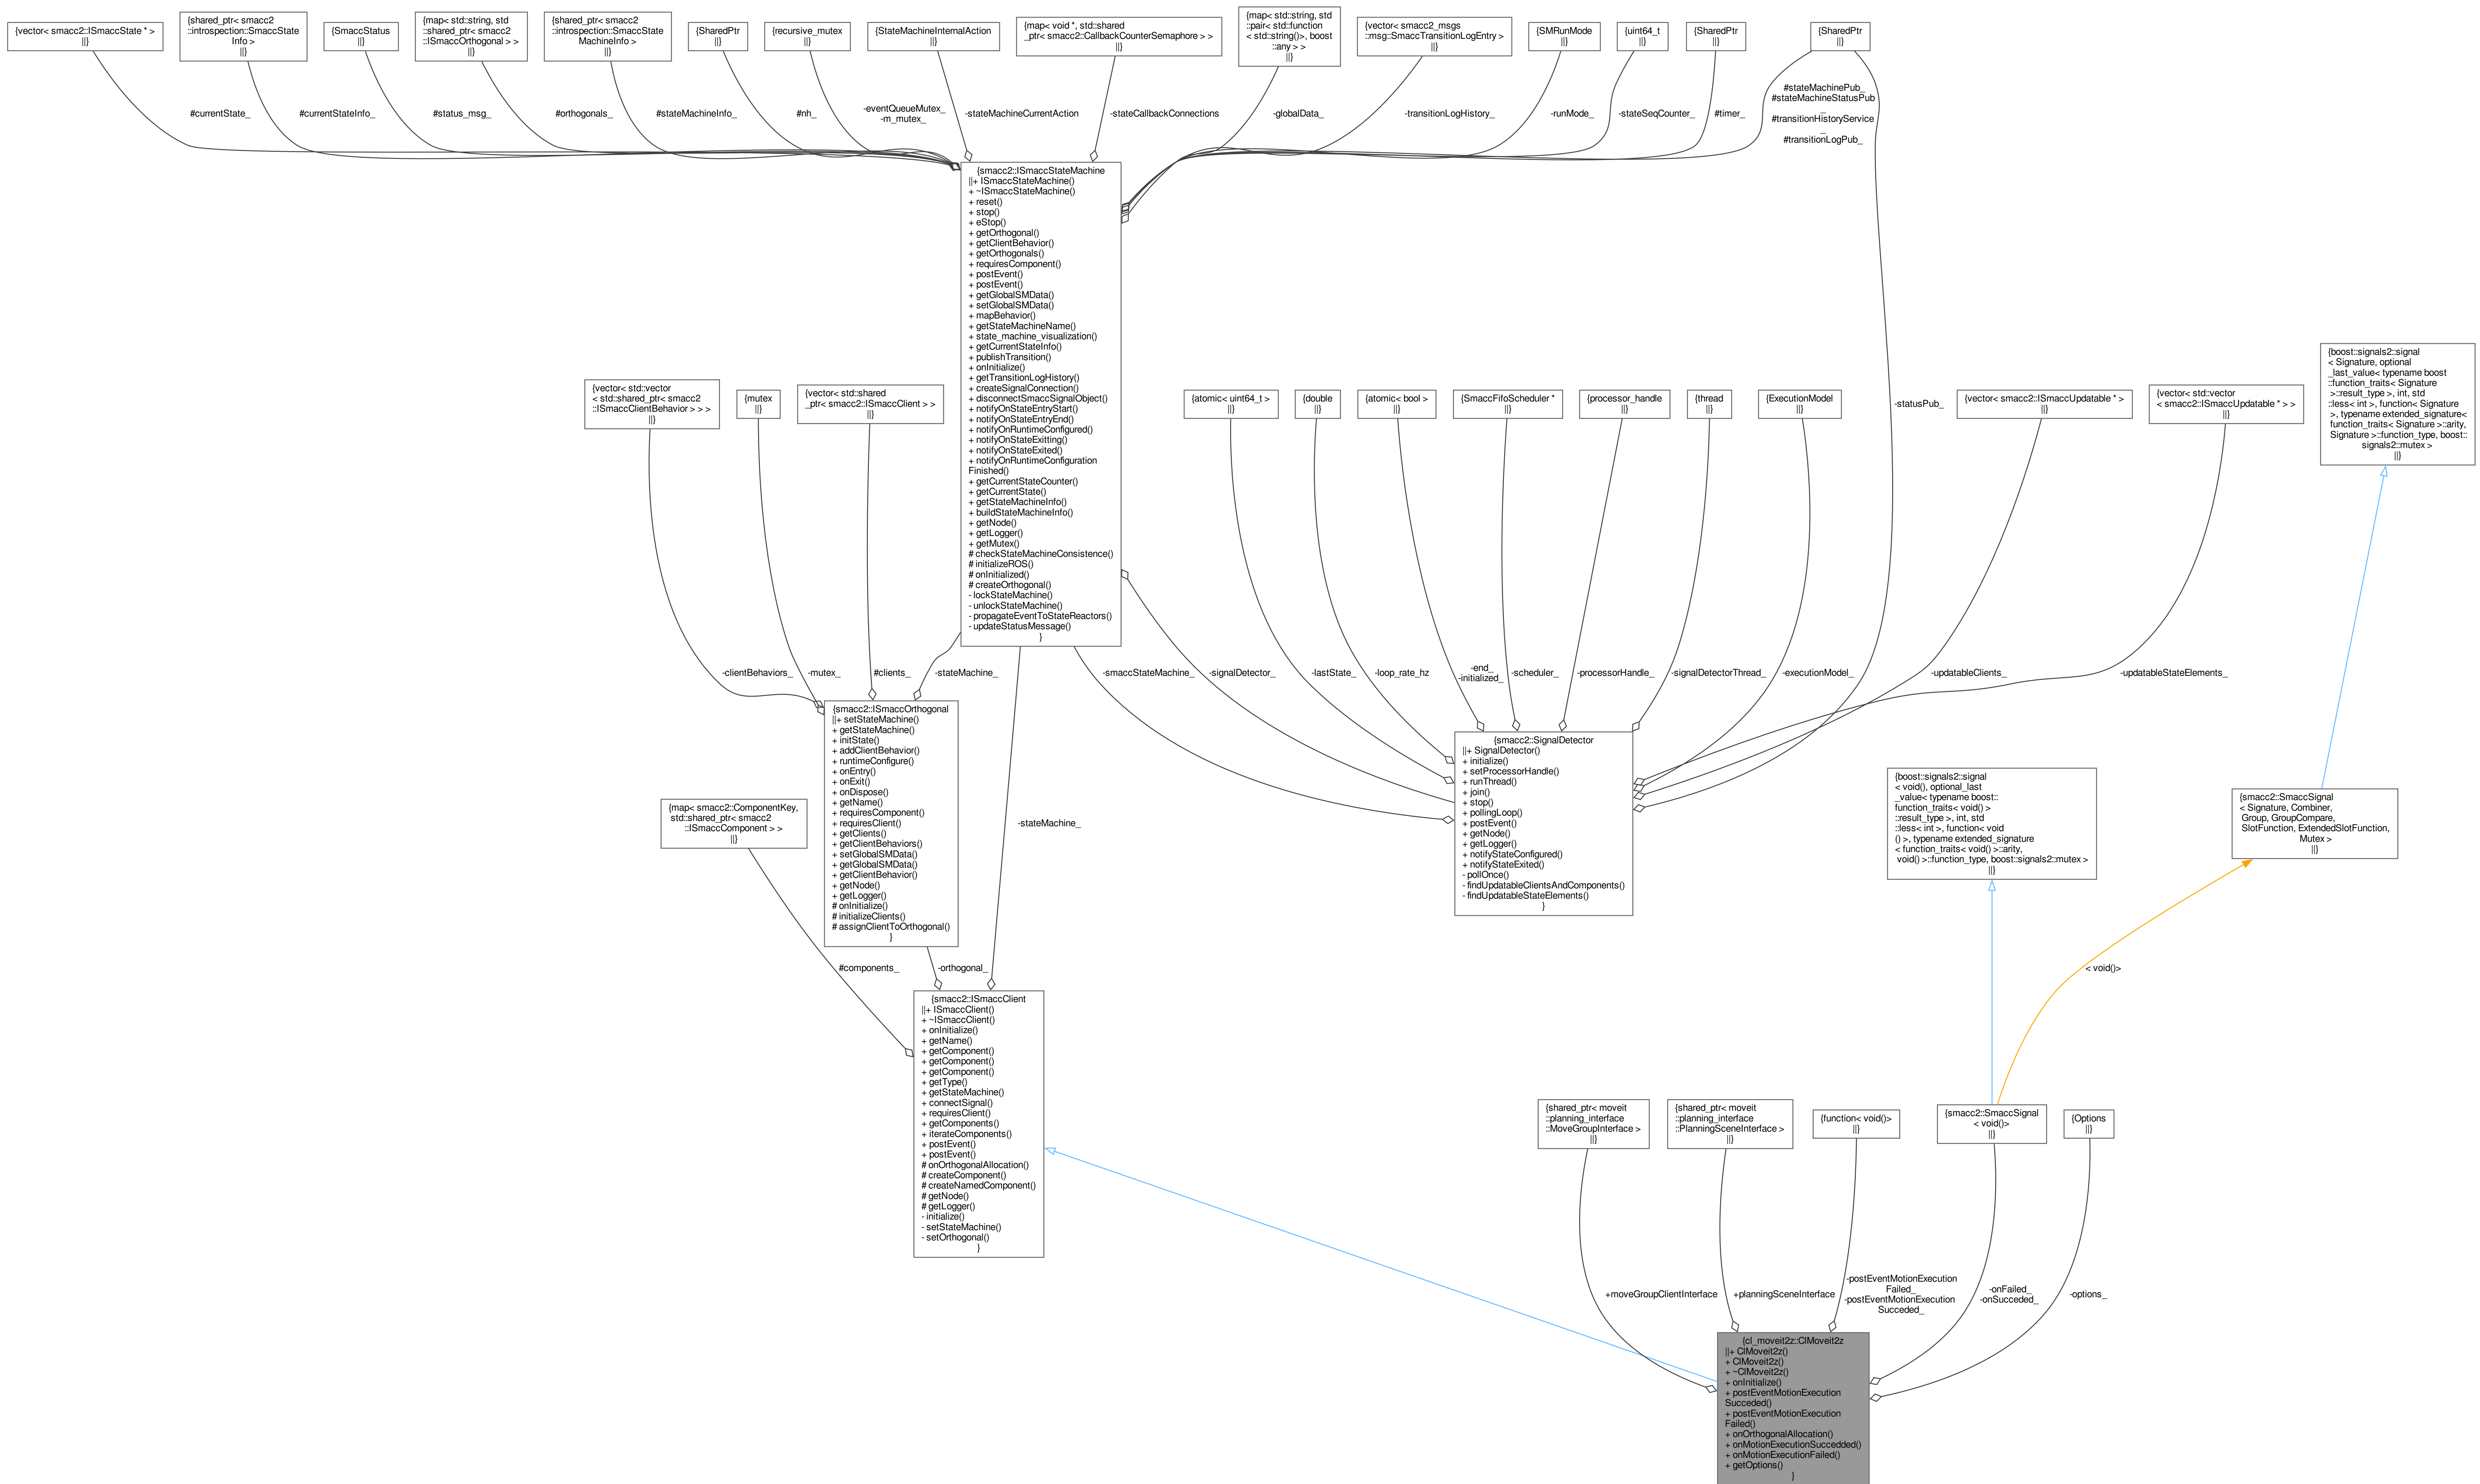 {vector< smacc2::ISmaccState * >
||}
{shared_ptr< smacc2
::introspection::SmaccState
Info >
||}
{SmaccStatus
||}
{map< std::string, std
::shared_ptr< smacc2
::ISmaccOrthogonal > >
||}
{shared_ptr< smacc2
::introspection::SmaccState
MachineInfo >
||}
{SharedPtr
||}
{recursive_mutex
||}
{StateMachineInternalAction
||}
{map< void *, std::shared
_ptr< smacc2::CallbackCounterSemaphore > >
||}
{map< std::string, std
::pair< std::function
< std::string()>, boost
::any > >
||}
{vector< smacc2_msgs
::msg::SmaccTransitionLogEntry >
||}
{SMRunMode
||}
{uint64_t
||}
{SharedPtr
||}
{SharedPtr
||}
#currentState_
#currentStateInfo_
#status_msg_
#orthogonals_
#stateMachineInfo_
#nh_
-eventQueueMutex_
-m_mutex_
-stateMachineCurrentAction
-stateCallbackConnections
-globalData_
-transitionLogHistory_
-runMode_
-stateSeqCounter_
#timer_
#stateMachinePub_
#stateMachineStatusPub
_
#transitionHistoryService
_
#transitionLogPub_
{smacc2::ISmaccStateMachine
||+ ISmaccStateMachine()
+ ~ISmaccStateMachine()
+ reset()
+ stop()
+ eStop()
+ getOrthogonal()
+ getClientBehavior()
+ getOrthogonals()
+ requiresComponent()
+ postEvent()
+ postEvent()
+ getGlobalSMData()
+ setGlobalSMData()
+ mapBehavior()
+ getStateMachineName()
+ state_machine_visualization()
+ getCurrentStateInfo()
+ publishTransition()
+ onInitialize()
+ getTransitionLogHistory()
+ createSignalConnection()
+ disconnectSmaccSignalObject()
+ notifyOnStateEntryStart()
+ notifyOnStateEntryEnd()
+ notifyOnRuntimeConfigured()
+ notifyOnStateExitting()
+ notifyOnStateExited()
+ notifyOnRuntimeConfiguration
Finished()
+ getCurrentStateCounter()
+ getCurrentState()
+ getStateMachineInfo()
+ buildStateMachineInfo()
+ getNode()
+ getLogger()
+ getMutex()
# checkStateMachineConsistence()
# initializeROS()
# onInitialized()
# createOrthogonal()
- lockStateMachine()
- unlockStateMachine()
- propagateEventToStateReactors()
- updateStatusMessage()
}
{boost::signals2::signal
< Signature, optional
_last_value< typename boost
::function_traits< Signature
>::result_type >, int, std
::less< int >, function< Signature
>, typename extended_signature<
function_traits< Signature >::arity,
Signature >::function_type, boost::
signals2::mutex >
||}
{vector< std::vector
< std::shared_ptr< smacc2
::ISmaccClientBehavior > > >
||}
{mutex
||}
{vector< std::shared
_ptr< smacc2::ISmaccClient > >
||}
{atomic< uint64_t >
||}
{double
||}
{atomic< bool >
||}
{SmaccFifoScheduler *
||}
{processor_handle
||}
{thread
||}
{ExecutionModel
||}
-statusPub_
{vector< smacc2::ISmaccUpdatable * >
||}
{vector< std::vector
< smacc2::ISmaccUpdatable * > >
||}
-clientBehaviors_
-mutex_
#clients_
-stateMachine_
-smaccStateMachine_
-signalDetector_
-lastState_
-loop_rate_hz
-end_
-initialized_
-scheduler_
-processorHandle_
-signalDetectorThread_
-executionModel_
-updatableClients_
-updatableStateElements_
{smacc2::ISmaccOrthogonal
||+ setStateMachine()
+ getStateMachine()
+ initState()
+ addClientBehavior()
+ runtimeConfigure()
+ onEntry()
+ onExit()
+ onDispose()
+ getName()
+ requiresComponent()
+ requiresClient()
+ getClients()
+ getClientBehaviors()
+ setGlobalSMData()
+ getGlobalSMData()
+ getClientBehavior()
+ getNode()
+ getLogger()
# onInitialize()
# initializeClients()
# assignClientToOrthogonal()
}
{smacc2::SignalDetector
||+ SignalDetector()
+ initialize()
+ setProcessorHandle()
+ runThread()
+ join()
+ stop()
+ pollingLoop()
+ postEvent()
+ getNode()
+ getLogger()
+ notifyStateConfigured()
+ notifyStateExited()
- pollOnce()
- findUpdatableClientsAndComponents()
- findUpdatableStateElements()
}
{map< smacc2::ComponentKey,
std::shared_ptr< smacc2
::ISmaccComponent > >
||}
-stateMachine_
{boost::signals2::signal
< void(), optional_last
_value< typename boost::
function_traits< void() >
::result_type >, int, std
::less< int >, function< void
() >, typename extended_signature
< function_traits< void() >::arity,
void() >::function_type, boost::signals2::mutex >
||}
{smacc2::SmaccSignal
< Signature, Combiner,
Group, GroupCompare,
SlotFunction, ExtendedSlotFunction,
Mutex >
||}
#components_
-orthogonal_
< void()>
{smacc2::ISmaccClient
||+ ISmaccClient()
+ ~ISmaccClient()
+ onInitialize()
+ getName()
+ getComponent()
+ getComponent()
+ getComponent()
+ getType()
+ getStateMachine()
+ connectSignal()
+ requiresClient()
+ getComponents()
+ iterateComponents()
+ postEvent()
+ postEvent()
# onOrthogonalAllocation()
# createComponent()
# createNamedComponent()
# getNode()
# getLogger()
- initialize()
- setStateMachine()
- setOrthogonal()
}
{shared_ptr< moveit
::planning_interface
::MoveGroupInterface >
||}
{shared_ptr< moveit
::planning_interface
::PlanningSceneInterface >
||}
{function< void()>
||}
{smacc2::SmaccSignal
< void()>
||}
{Options
||}
+moveGroupClientInterface
+planningSceneInterface
-postEventMotionExecution
Failed_
-postEventMotionExecution
Succeded_
-onFailed_
-onSucceded_
-options_
{cl_moveit2z::ClMoveit2z
||+ ClMoveit2z()
+ ClMoveit2z()
+ ~ClMoveit2z()
+ onInitialize()
+ postEventMotionExecution
Succeded()
+ postEventMotionExecution
Failed()
+ onOrthogonalAllocation()
+ onMotionExecutionSuccedded()
+ onMotionExecutionFailed()
+ getOptions()
}